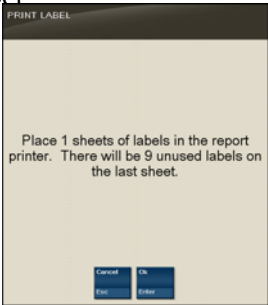 PRINT LABEL
Place 1 sheets of labels in the report
printer. There will be 9 unused labels on
the last sheet.
Cancel Ok
Esc Enter